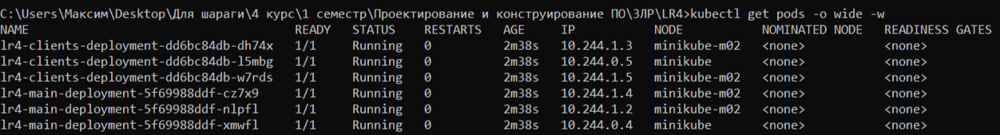 C:\Users\Максим\Desktop\Для шараги\4 курс\1 семестр\Проектирование и конструирование ПО\ЗЛР\LR4>kubectl get pods -o wide -w
NAME READY STATUS RESTARTS AGE IP NODE NOMINATED NODE READINESS GATES
lr4-clients-deployment-dd6bc84db-dh74x 1/1 Running 0 2m38s 10.244.1.3 minikube-m02 <none> <none>
lr4-clients-deployment-dd6bc84db-l5mbg 1/1 Running 0 2m38s 10.244.0.5 minikube <none> <none>
lr4-clients-deployment-dd6bc84db-w7rds 1/1 Running 0 2m38s 10.244.1.5 minikube-m02 <none> <none>
lr4-main-deployment-5f69988ddf-cz7x9 1/1 Running 0 2m38s 10.244.1.4 minikube-m02 <none> <none>
lr4-main-deployment-5f69988ddf-nlpfl 1/1 Running 0 2m38s 10.244.1.2 minikube-m02 <none> <none>
lr4-main-deployment-5f69988ddf-xmwfl 1/1 Running 0 2m38s 10.244.0.4 minikube <none> <none>